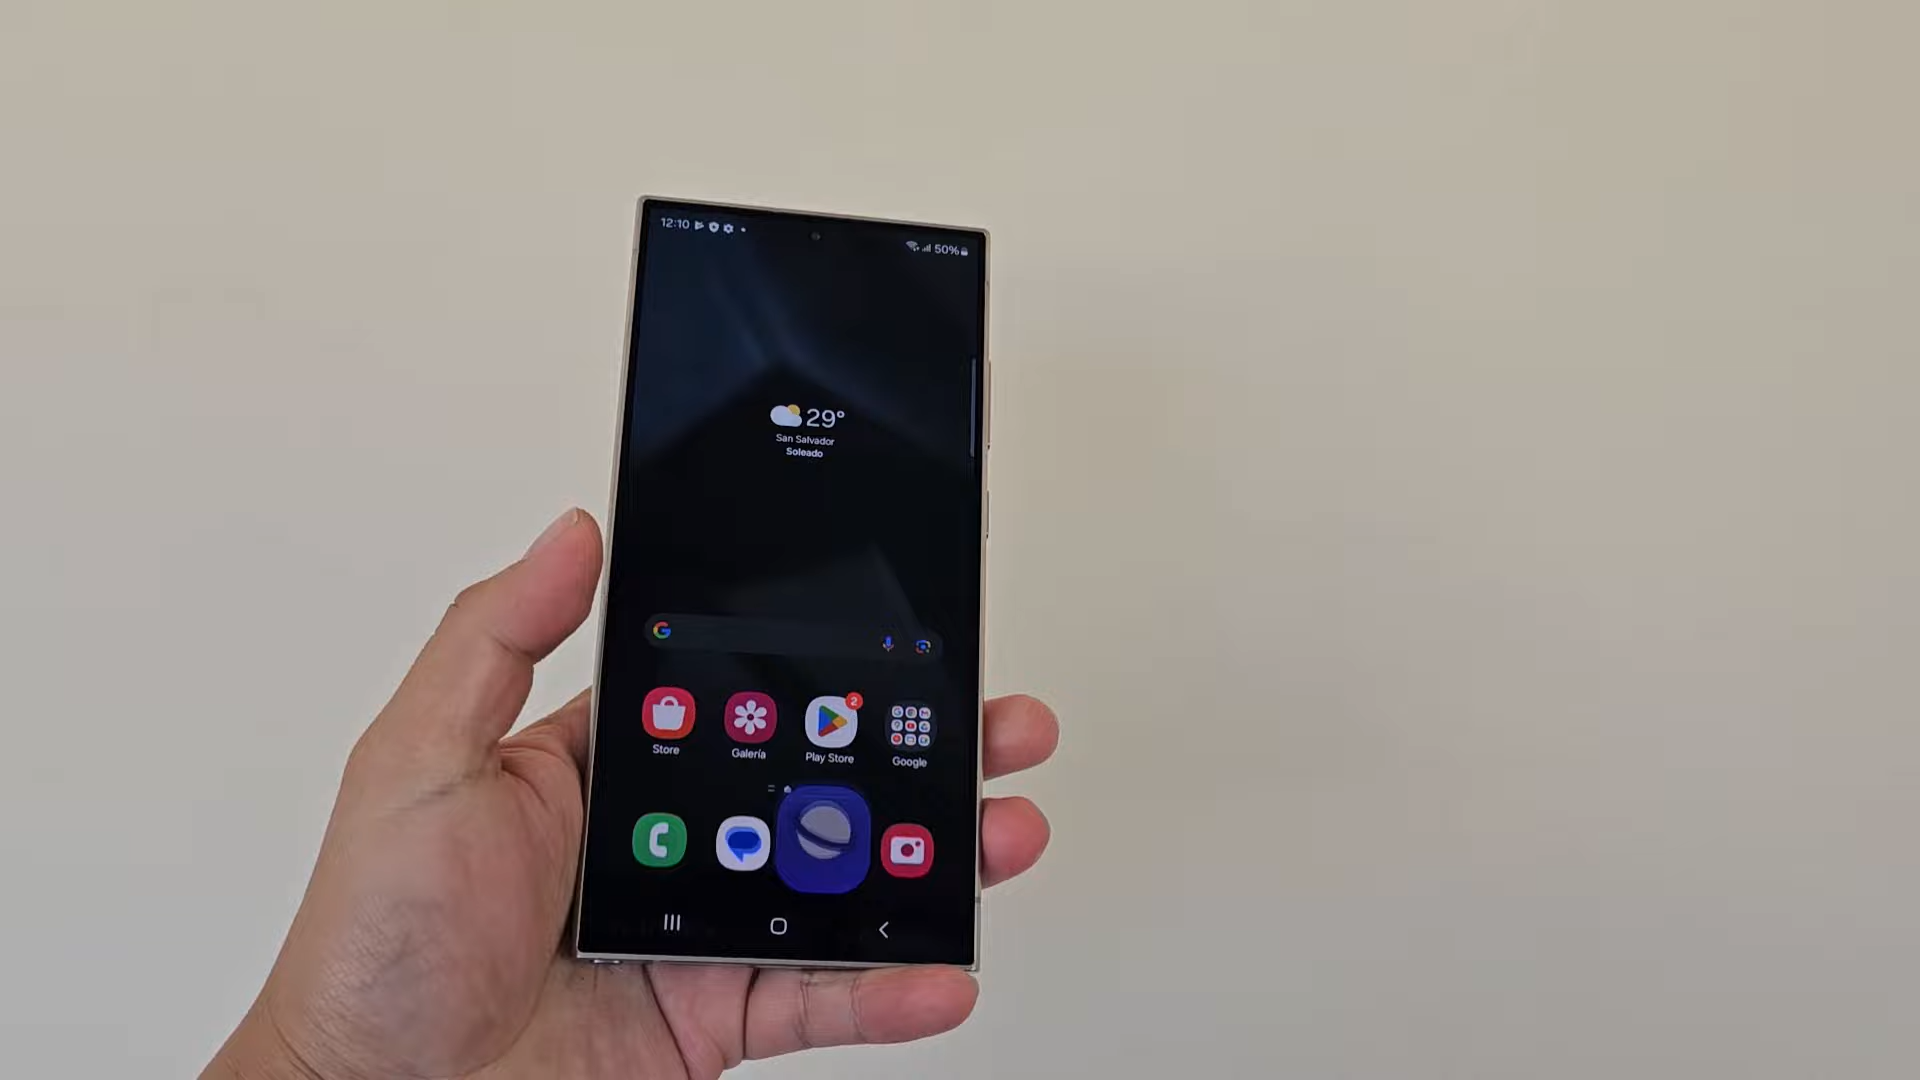 12:10
50%
29°
San Salvador
Soleado
Store
Galería
Play Store
2
Google